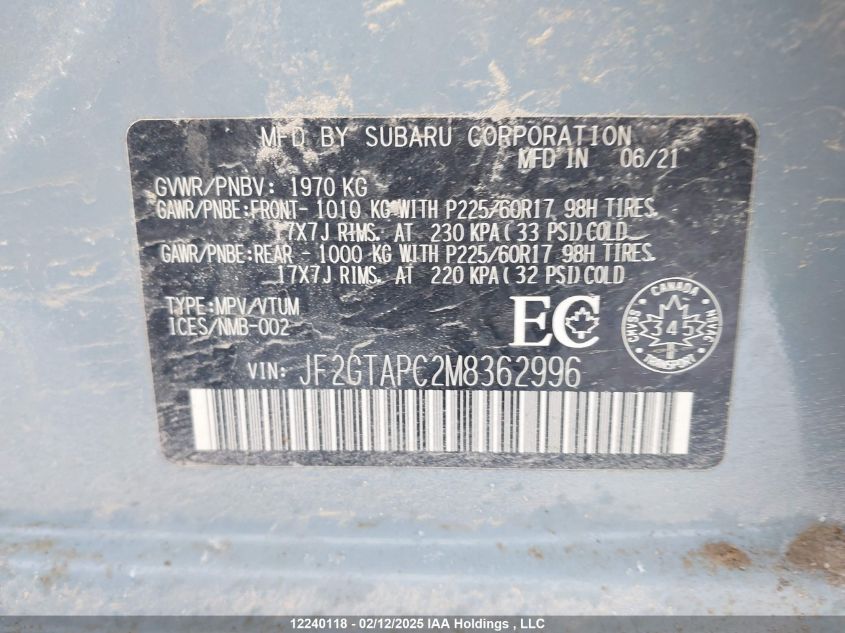 MFD BY SUBARU CORPORATION
MFD IN 06/21
GVWR/PNBV: 1970 KG
GAWR/PNBE:FRONT- 1010 KG WITH P225/60R17 98H TIRES.
17X7J RIMS. AT 230 KPA( 33 PSI)COLD
GAWR/PNBE:REAR - 1000 KG WITH P225/60R17 98H TIRES.
17X7J RIMS. AT 220 KPA( 32 PSI)COLD
TYPE:MPV/VTUM
ICES/NMB-002
EC
CANADA
CMVSS
NSVAC
345
TRANSPORT
VIN: JF2GTAPC2M8362996
12240118 - 02/12/2025 IAA Holdings , LLC